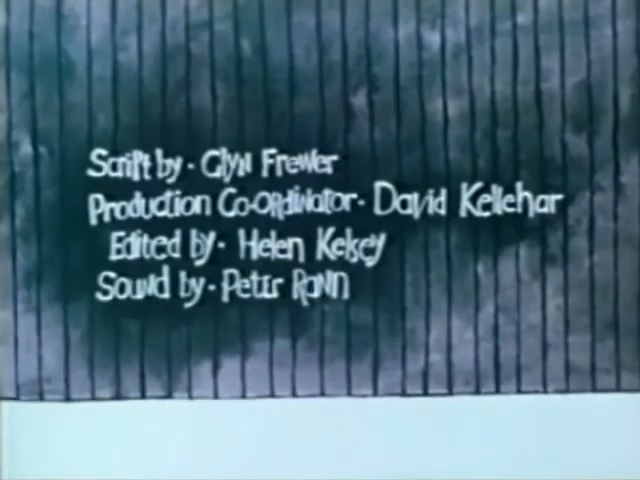 Script by - Glyn Frewer
Production Co-ordinator - David Kellehar
Edited by - Helen Kelsey
Sound by - Peter Rann